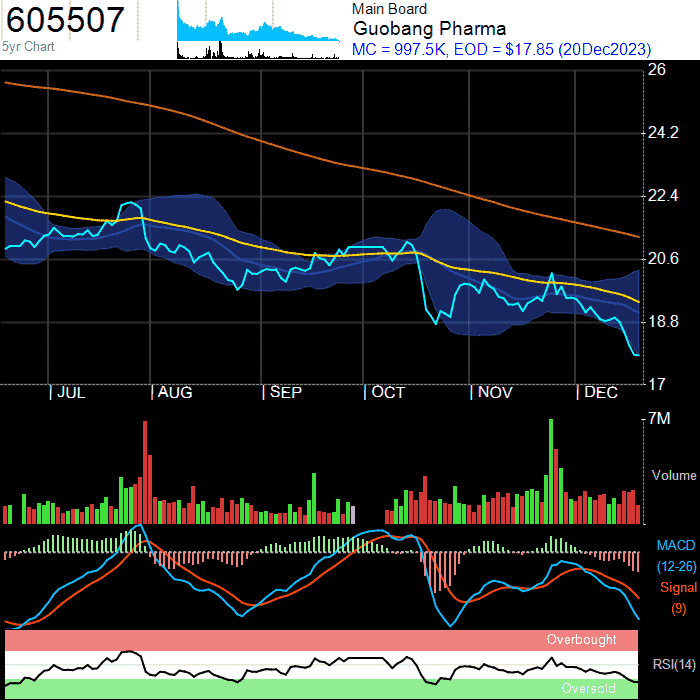 605507
5yr Chart
Main Board
Guobang Pharma
MC = 997.5K, EOD = $17.85 (20Dec2023)
26
24.2
22.4
20.6
18.8
17
| JUL | AUG | SEP | OCT | NOV | DEC
7M
Volume
MACD
(12-26)
Signal
(9)
Overbought
RSI(14)
Oversold